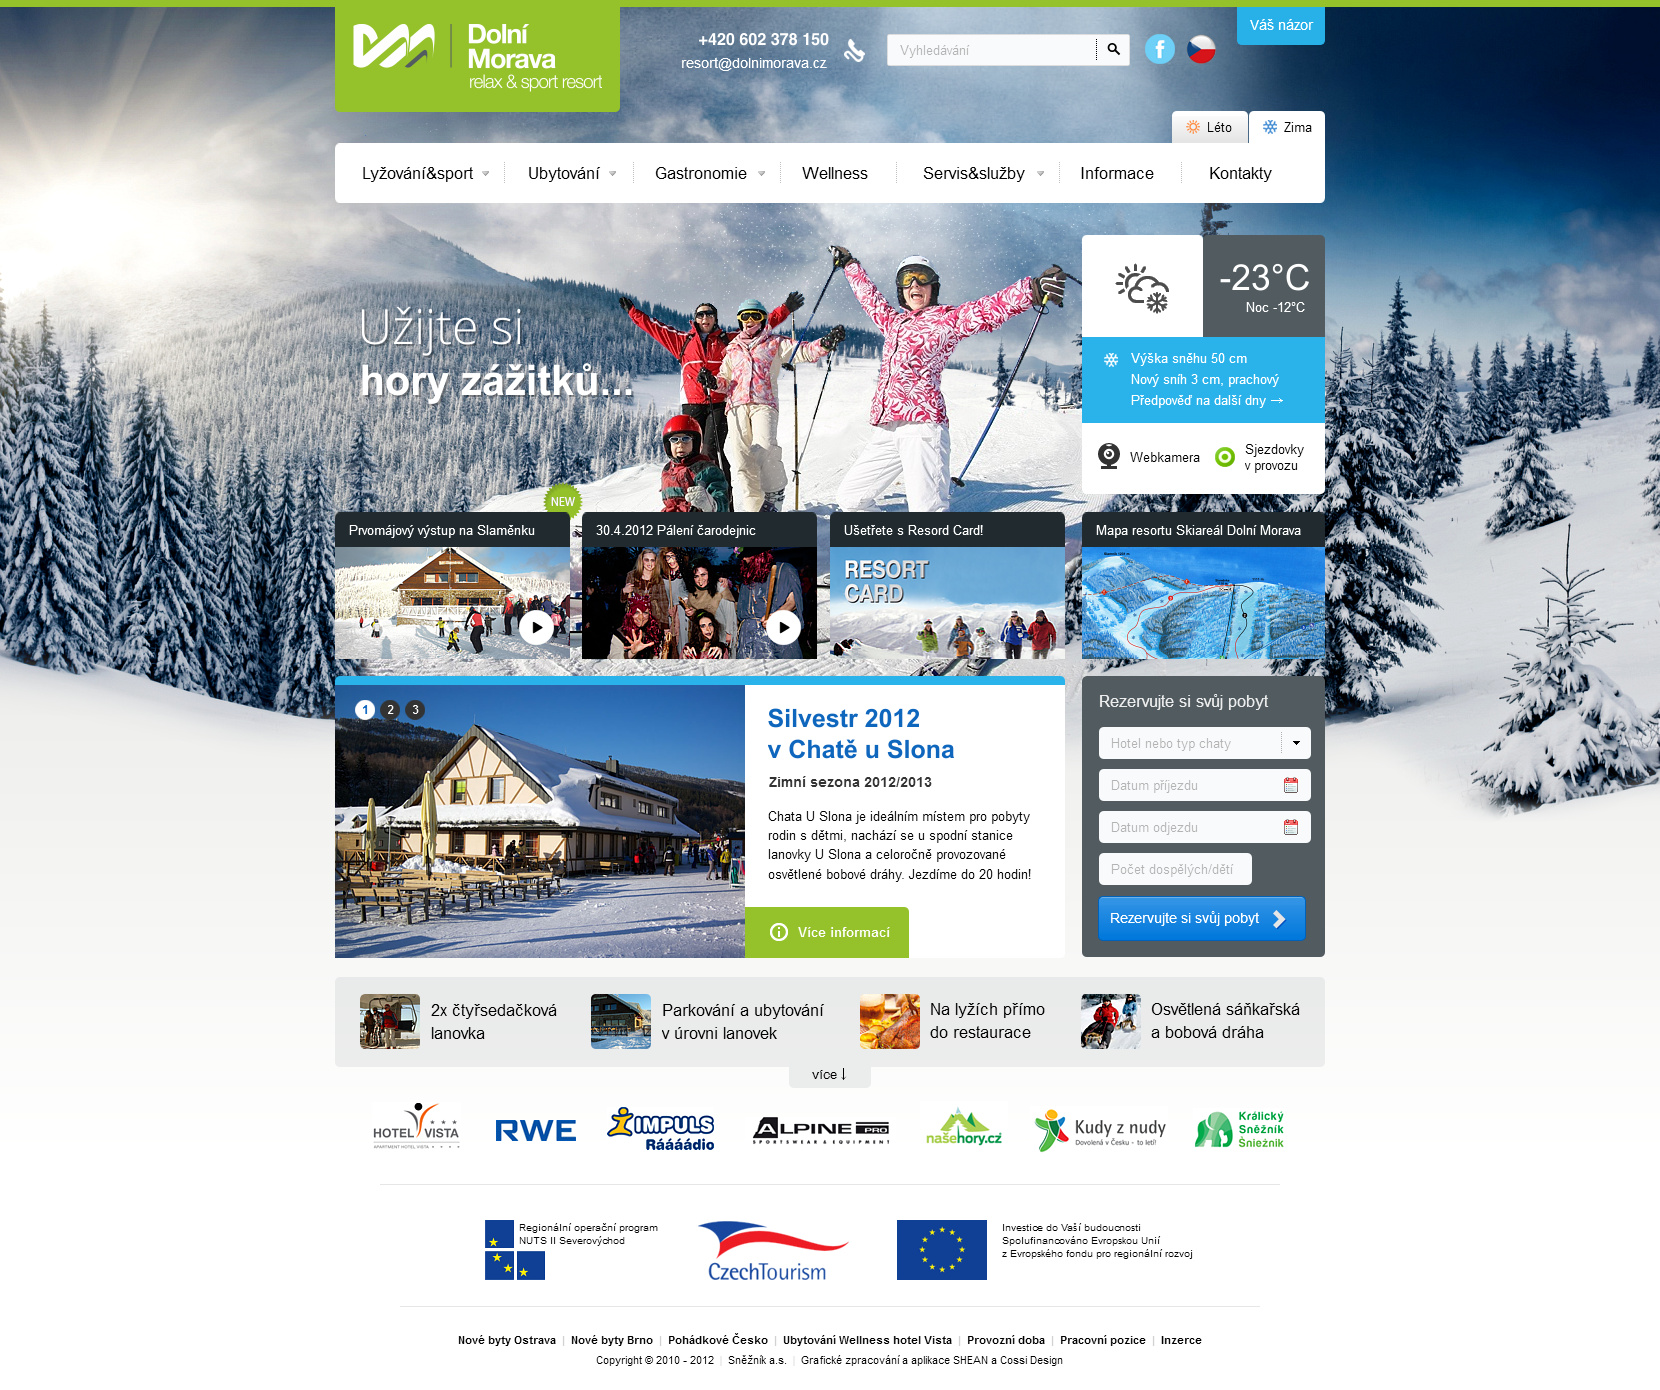 Dolní
Morava
relax & sport resort
+420 602 378 150
resort@dolnimorava.cz
Vyhledávání
Váš názor
Léto
Zima
Lyžování&sport
Ubytování
Gastronomie
Wellness
Servis&služby
Informace
Kontakty
Užijte si
hory zážitků...
-23°C
Noc -12°C
Výška sněhu 50 cm
Nový sníh 3 cm, prachový
Předpověď na další dny →
Webkamera
Sjezdovky
v provozu
NEW
Prvomájový výstup na Slaměnku
30.4.2012 Pálení čarodejnic
Ušetřete s Resord Card!
RESORT
CARD
Mapa resortu Skiareál Dolní Morava
1 2 3
Silvestr 2012
v Chatě u Slona
Zimní sezona 2012/2013
Chata U Slona je ideálním místem pro pobyty
rodin s dětmi, nachází se u spodní stanice
lanovky U Slona a celoročně provozované
osvětlené bobové dráhy. Jezdíme do 20 hodin!
Více informací
Rezervujte si svůj pobyt
Hotel nebo typ chaty
Datum příjezdu
Datum odjezdu
Počet dospělých/dětí
Rezervujte si svůj pobyt
2x čtyřsedačková
lanovka
Parkování a ubytování
v úrovni lanovek
Na lyžích přímo
do restaurace
Osvětlená sáňkařská
a bobová dráha
více ↓
HOTEL VISTA
APARTMENT HOTEL VISTA
RWE
IMPULS
Ráááádio
ALPINE PRO
SPORTSWEAR & EQUIPMENT
našehory.cz
Kudy z nudy
Dovolená v Česku - to letí!
Králický
Sněžník
Śnieżnik
Regionální operační program
NUTS II Severovýchod
CzechTourism
Investice do Vaší budoucnosti
Spolufinancováno Evropskou Unií
z Evropského fondu pro regionální rozvoj
Nové byty Ostrava | Nové byty Brno | Pohádkové Česko | Ubytování Wellness hotel Vista | Provozní doba | Pracovní pozice | Inzerce
Copyright © 2010 - 2012 | Sněžník a.s. | Grafické zpracování a aplikace SHEAN a Cossi Design